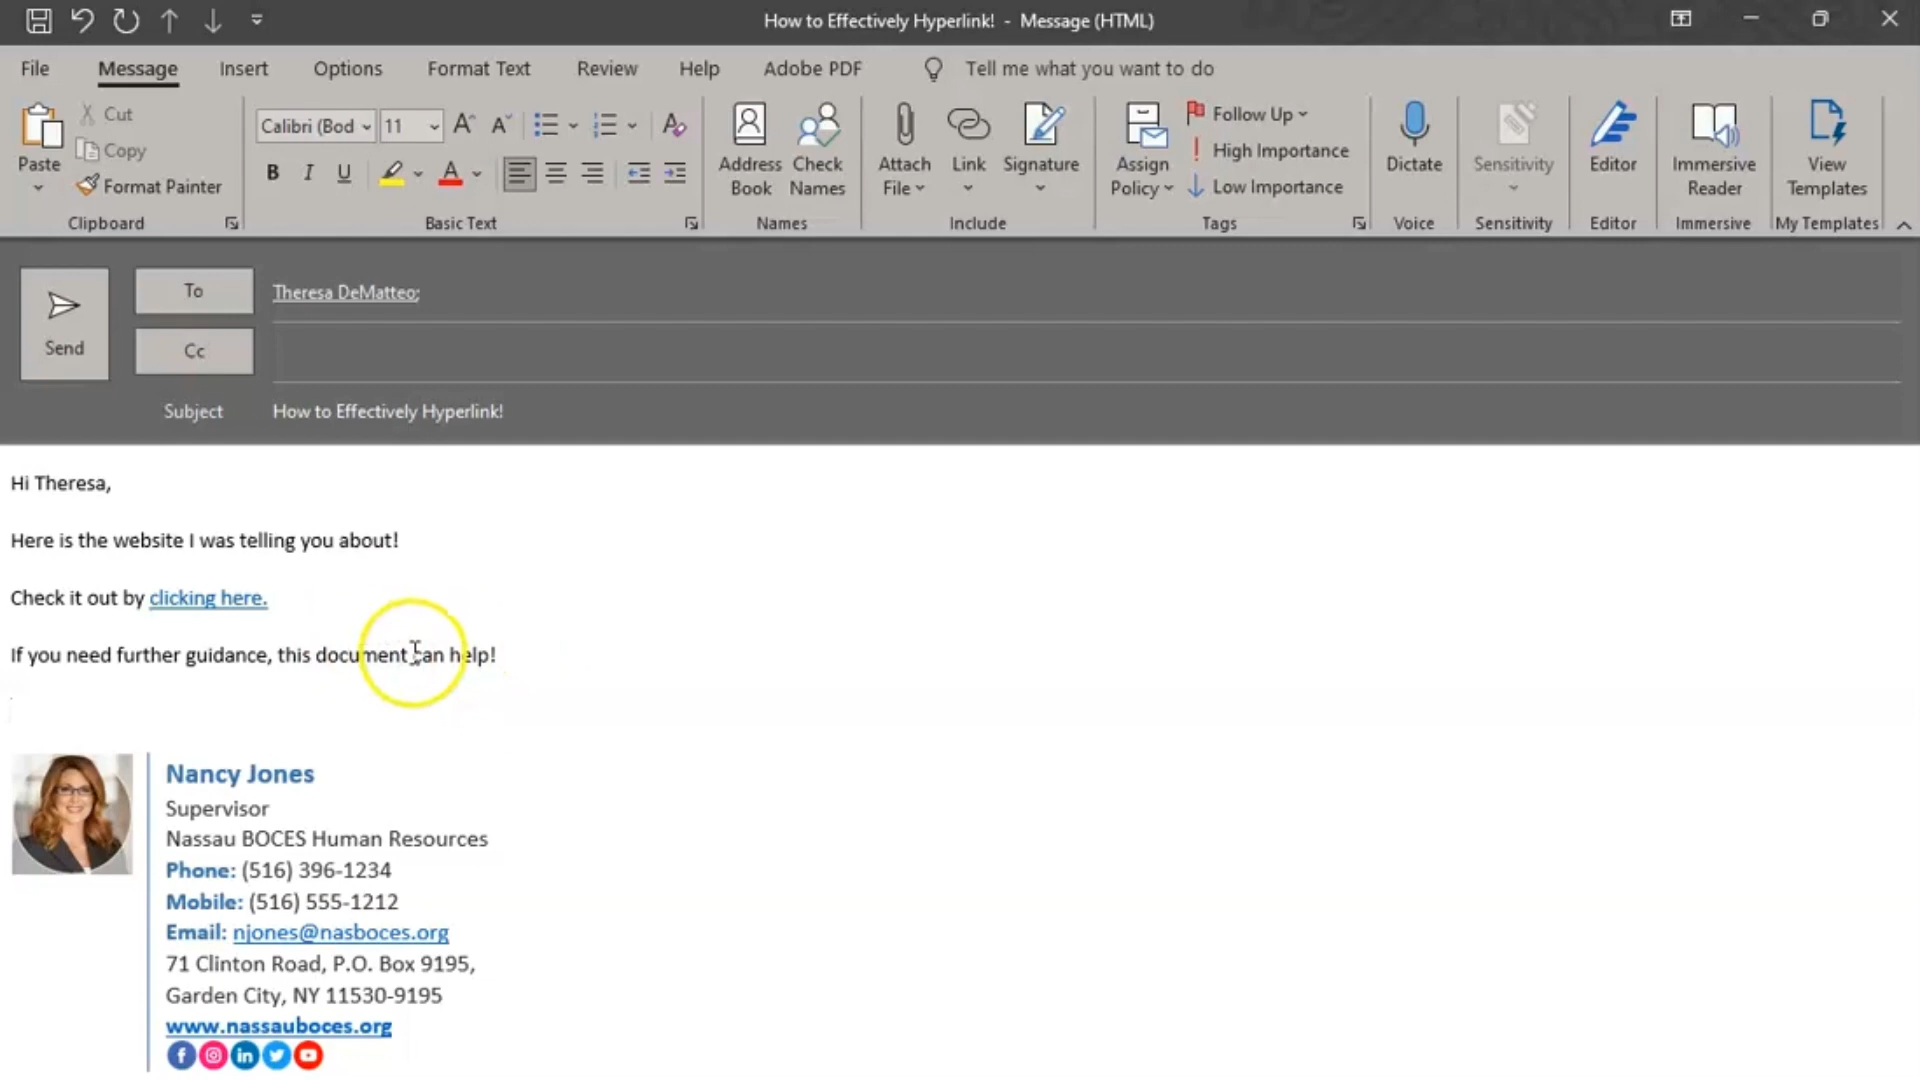 How to Effectively Hyperlink! - Message (HTML)
File Message Insert Options Format Text Review Help Adobe PDF Tell me what you want to do
Paste
Cut
Copy
Format Painter
Clipboard
Calibri (Bod 11
B I U
Basic Text
Address Book
Check Names
Names
Attach File
Link
Signature
Include
Assign Policy
Follow Up
High Importance
Low Importance
Tags
Dictate
Voice
Sensitivity
Sensitivity
Editor
Editor
Immersive Reader
Immersive
View Templates
My Templates
Send
To Theresa DeMatteo;
Cc
Subject How to Effectively Hyperlink!
Hi Theresa,
Here is the website I was telling you about!
Check it out by clicking here.
If you need further guidance, this document can help!
Nancy Jones
Supervisor
Nassau BOCES Human Resources
Phone: (516) 396-1234
Mobile: (516) 555-1212
Email: njones@nasboces.org
71 Clinton Road, P.O. Box 9195,
Garden City, NY 11530-9195
www.nassauboces.org